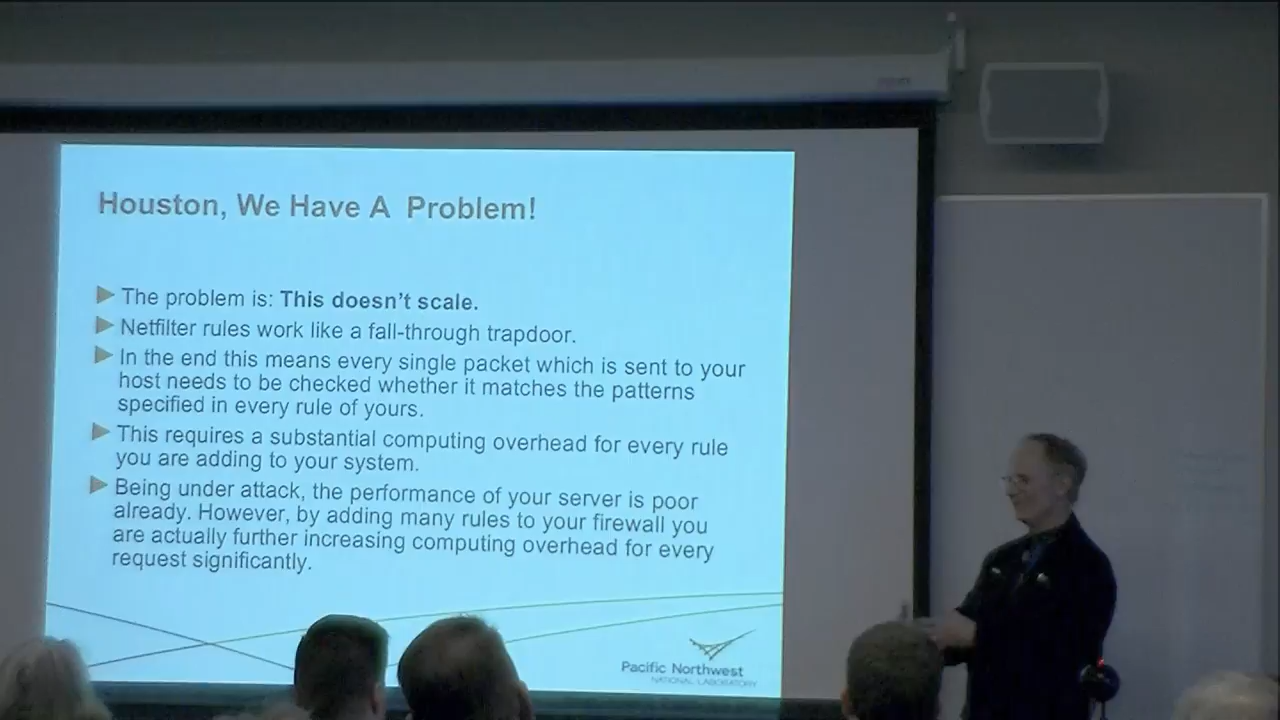 Houston, We Have A Problem!
The problem is: This doesn't scale.
Netfilter rules work like a fall-through trapdoor.
In the end this means every single packet which is sent to your
host needs to be checked whether it matches the patterns
specified in every rule of yours.
This requires a substantial computing overhead for every rule
you are adding to your system.
Being under attack, the performance of your server is poor
already. However, by adding many rules to your firewall you
are actually further increasing computing overhead for every
request significantly.
Pacific Northwest
NATIONAL LABORATORY